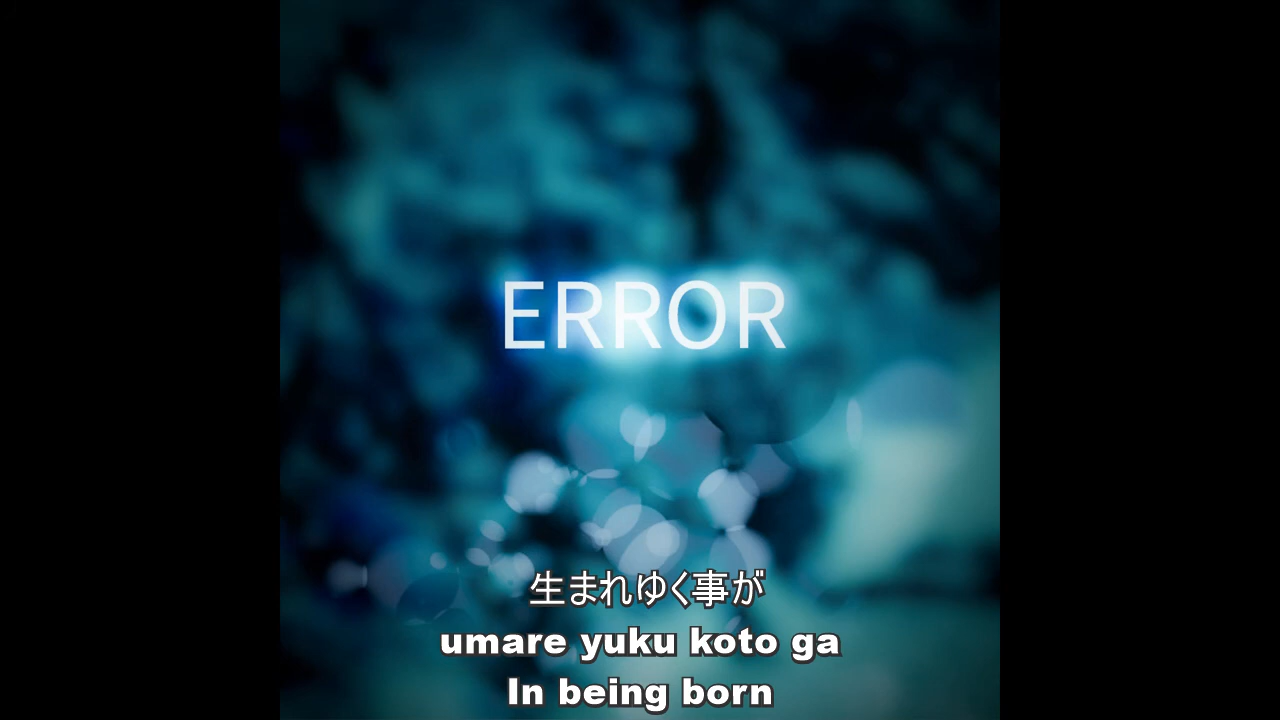 ERROR
生まれゆく事が
umare yuku koto ga
In being born